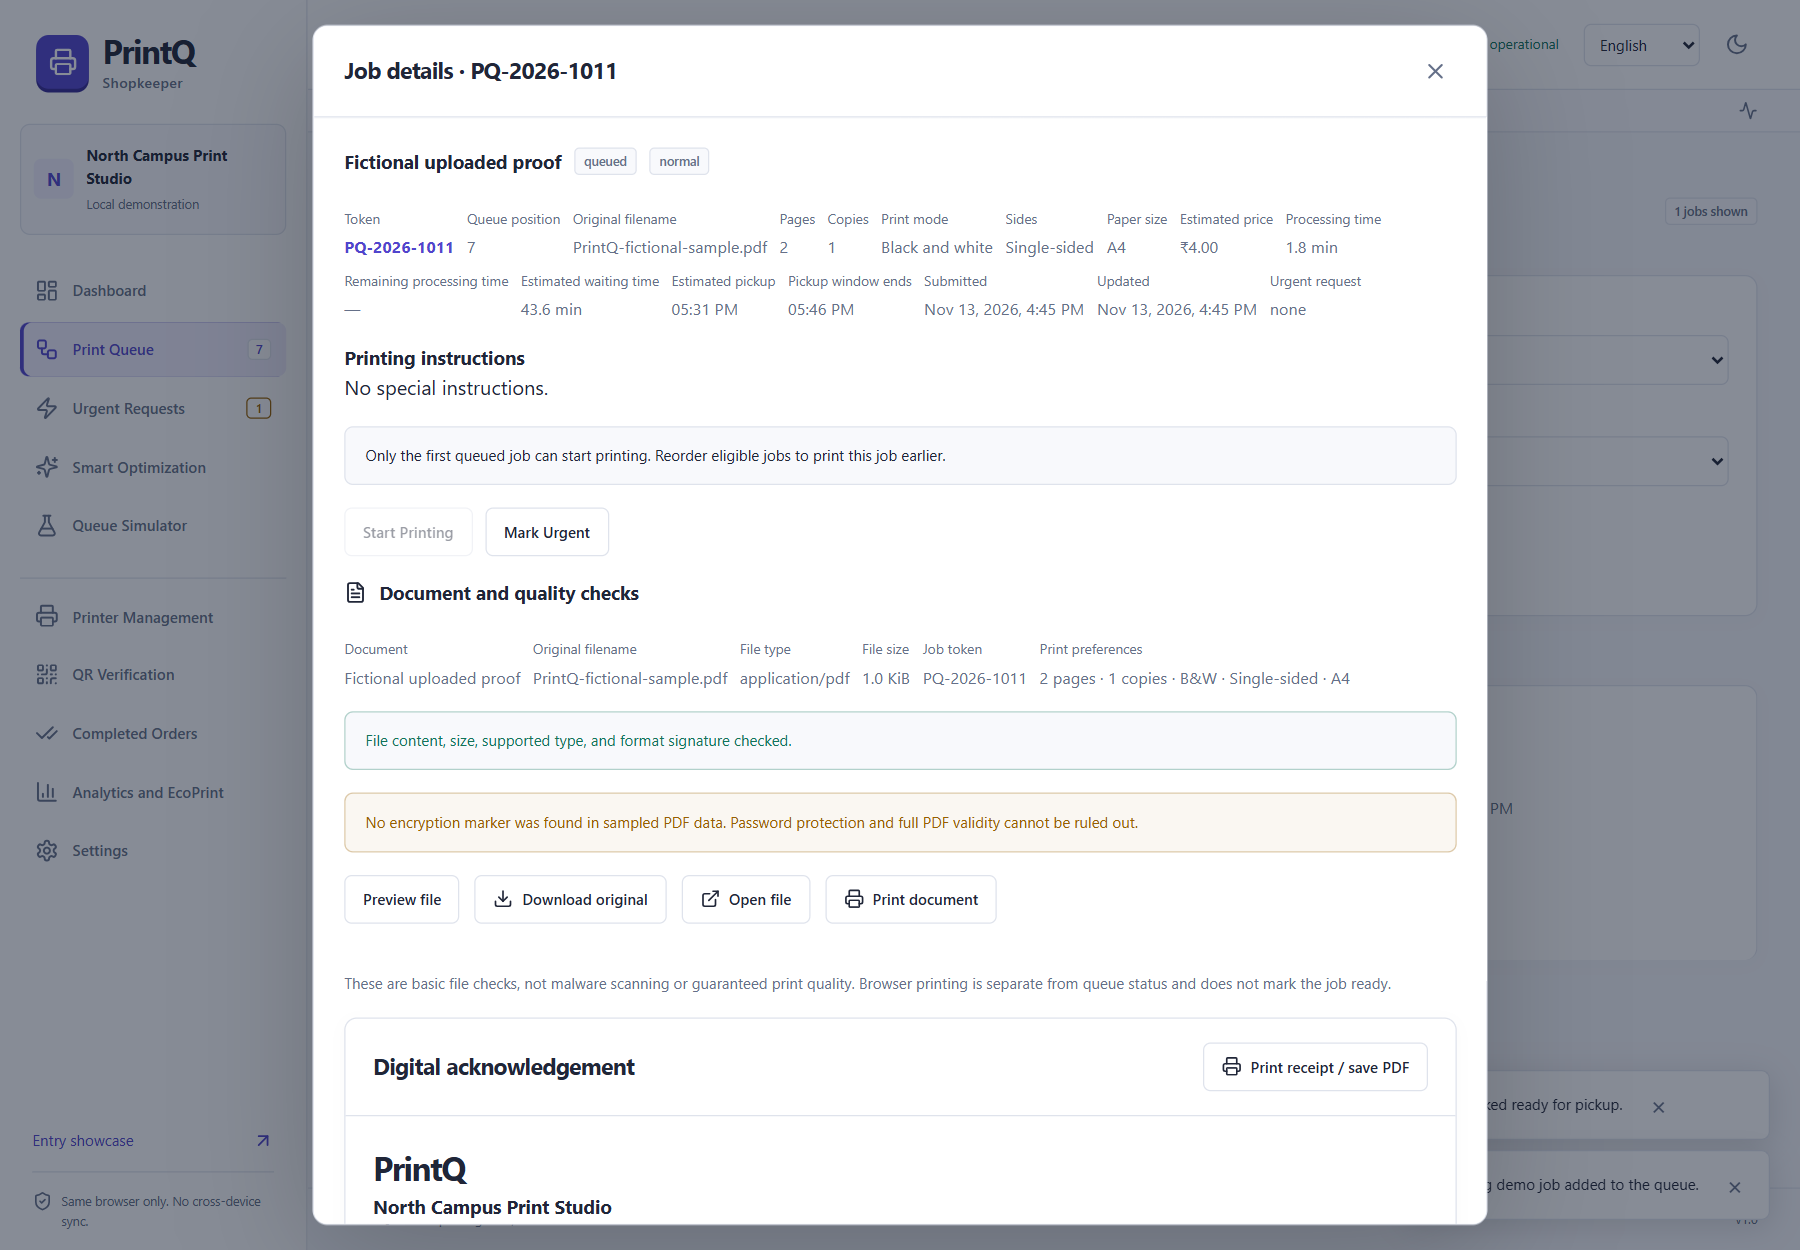 PrintQ
Shopkeeper
N
North Campus Print
Studio
Local demonstration
Dashboard
Print Queue
7
Urgent Requests
1
Smart Optimization
Queue Simulator
Printer Management
QR Verification
Completed Orders
Analytics and EcoPrint
Settings
Entry showcase
Same browser only. No cross-device
sync.
operational
English
1 jobs shown
Job details · PQ-2026-1011
Fictional uploaded proof
queued
normal
Token Queue position Original filename Pages Copies Print mode Sides Paper size Estimated price Processing time
PQ-2026-1011 7 PrintQ-fictional-sample.pdf 2 1 Black and white Single-sided A4 ₹4.00 1.8 min
Remaining processing time Estimated waiting time Estimated pickup Pickup window ends Submitted Updated Urgent request
— 43.6 min 05:31 PM 05:46 PM Nov 13, 2026, 4:45 PM Nov 13, 2026, 4:45 PM none
Printing instructions
No special instructions.
Only the first queued job can start printing. Reorder eligible jobs to print this job earlier.
Start Printing
Mark Urgent
Document and quality checks
Document Original filename File type File size Job token Print preferences
Fictional uploaded proof PrintQ-fictional-sample.pdf application/pdf 1.0 KiB PQ-2026-1011 2 pages · 1 copies · B&W · Single-sided · A4
File content, size, supported type, and format signature checked.
No encryption marker was found in sampled PDF data. Password protection and full PDF validity cannot be ruled out.
PM
Preview file
Download original
Open file
Print document
These are basic file checks, not malware scanning or guaranteed print quality. Browser printing is separate from queue status and does not mark the job ready.
Digital acknowledgement
Print receipt / save PDF
PrintQ
North Campus Print Studio
ready for pickup.
demo job added to the queue.